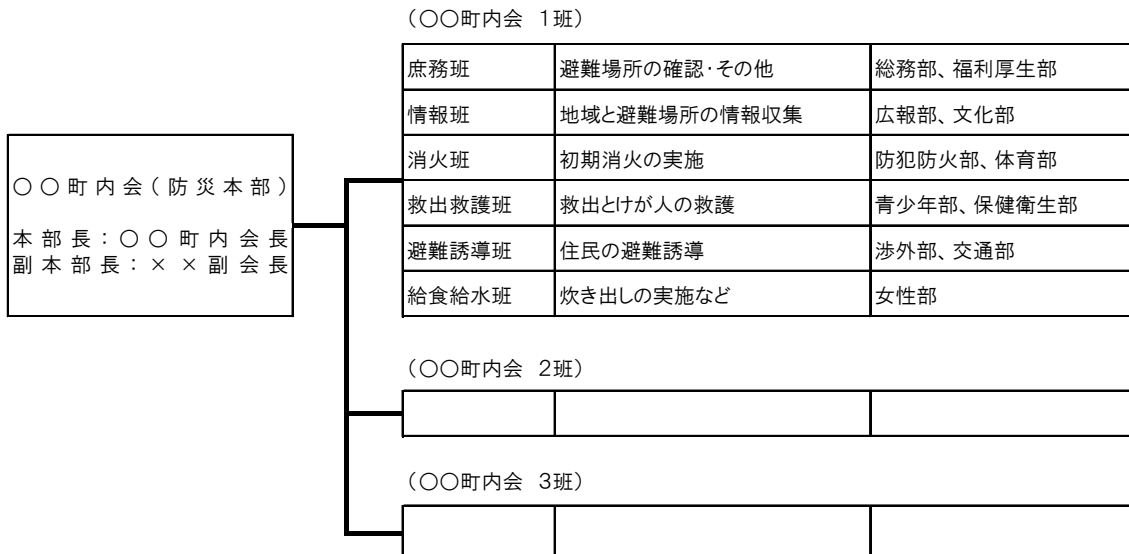 （○○町内会　1班）
庶務班　避難場所の確認・その他　総務部、福利厚生部
情報班　地域と避難場所の情報収集　広報部、文化部
消火班　初期消火の実施　防犯防火部、体育部
救出救護班　救出とけが人の救護　青少年部、保健衛生部
避難誘導班　住民の避難誘導　渉外部、交通部
給食給水班　炊き出しの実施など　女性部
○○町内会（防災本部）
本部長：○○町内会長
副本部長：××副会長
（○○町内会　2班）
（○○町内会　3班）